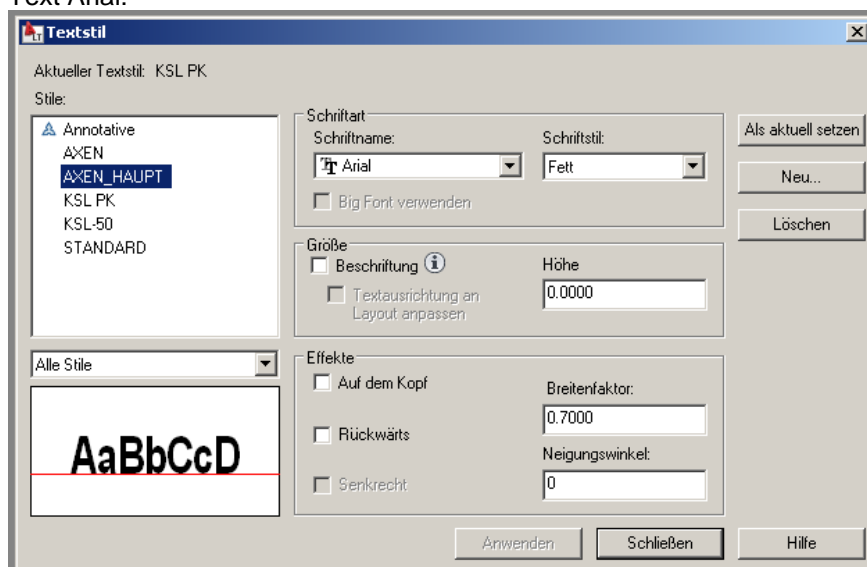 Text Arial.
LT Textstil
Aktueller Textstil: KSL PK
Stile:
Annotative
AXEN
AXEN_HAUPT
KSL PK
KSL-50
STANDARD
Alle Stile
AaBbCcD
Schriftart
Schriftname:
Schriftstil:
Arial
Fett
Big Font verwenden
Größe
Beschriftung
Höhe
Textausrichtung an
Layout anpassen
0.0000
Effekte
Auf dem Kopf
Breitenfaktor:
0.7000
Rückwärts
Neigungswinkel:
Senkrecht
0
Als aktuell setzen
Neu...
Löschen
Anwenden
Schließen
Hilfe